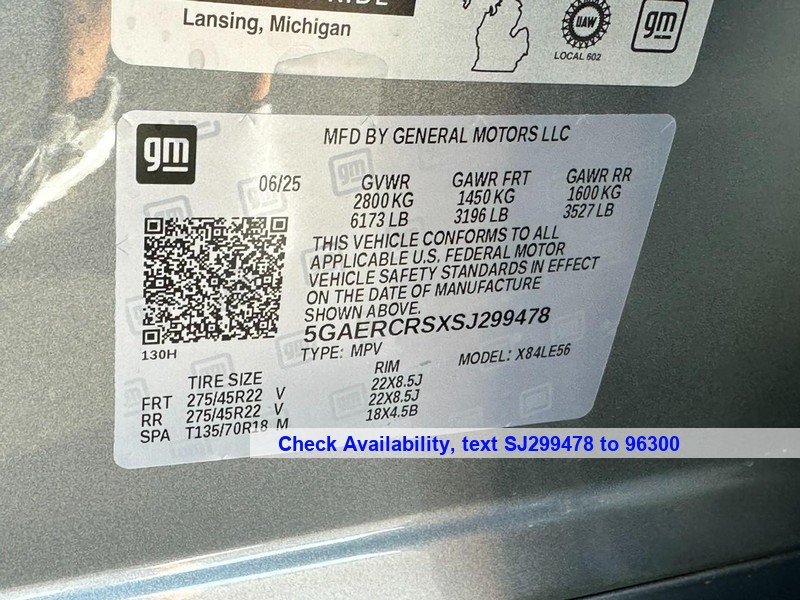 Lansing, Michigan
UAW
LOCAL 602
gm
gm
MFD BY GENERAL MOTORS LLC
06/25
GVWR GAWR FRT GAWR RR
2800 KG 1450 KG 1600 KG
6173 LB 3196 LB 3527 LB
THIS VEHICLE CONFORMS TO ALL
APPLICABLE U.S. FEDERAL MOTOR
VEHICLE SAFETY STANDARDS IN EFFECT
ON THE DATE OF MANUFACTURE
SHOWN ABOVE.
5GAERCRSXSJ299478
130H
TYPE: MPV MODEL: X84LE56
TIRE SIZE RIM
FRT 275/45R22 V 22X8.5J
RR 275/45R22 V 22X8.5J
SPA T135/70R18 M 18X4.5B
Check Availability, text SJ299478 to 96300